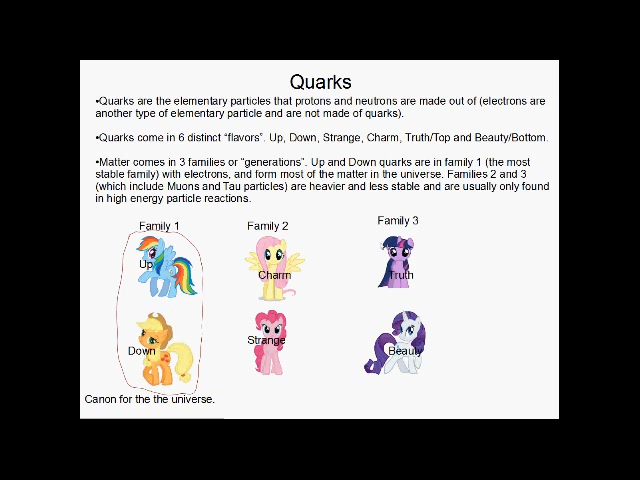 Quarks
•Quarks are the elementary particles that protons and neutrons are made out of (electrons are
another type of elementary particle and are not made of quarks).
•Quarks come in 6 distinct “flavors”. Up, Down, Strange, Charm, Truth/Top and Beauty/Bottom.
•Matter comes in 3 families or “generations”. Up and Down quarks are in family 1 (the most
stable family) with electrons, and form most of the matter in the universe. Families 2 and 3
(which include Muons and Tau particles) are heavier and less stable and are usually only found
in high energy particle reactions.
Family 1 Family 2 Family 3
Up Charm Truth
Down Strange Beauty
Canon for the the universe.